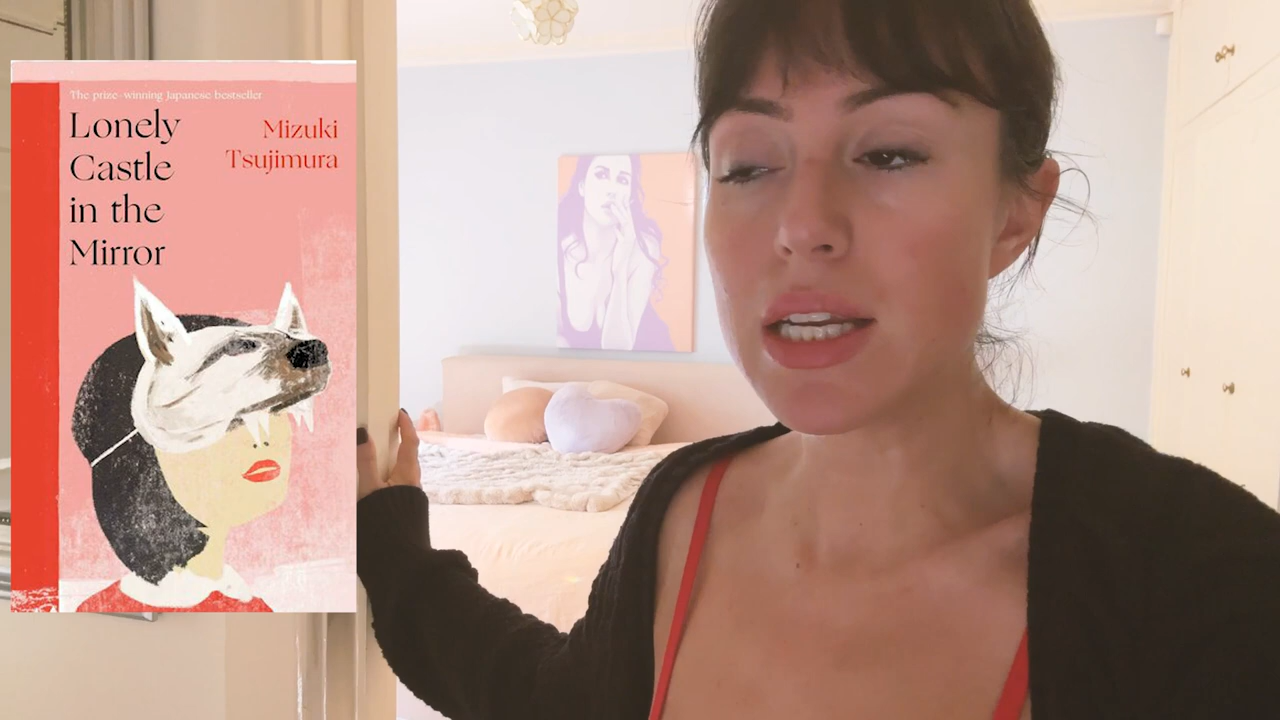 The prize-winning Japanese bestseller
Lonely
Castle
in the
Mirror
Mizuki
Tsujimura